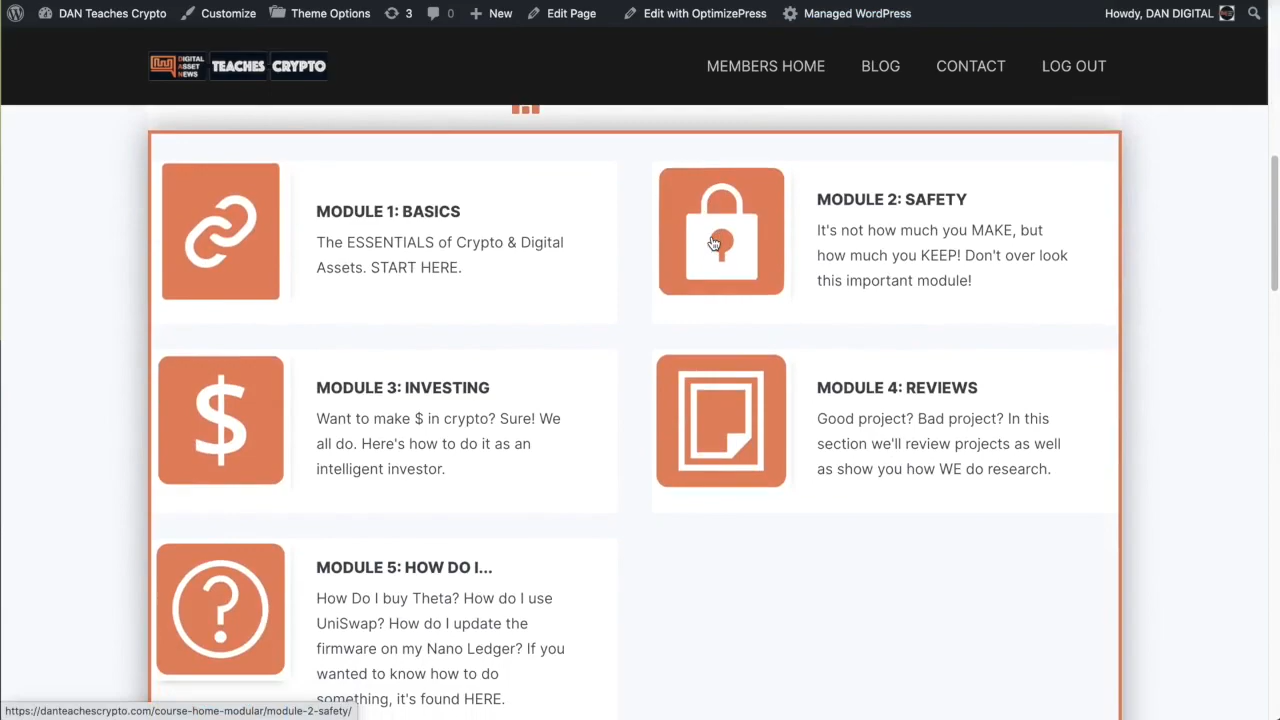 DAN Teaches Crypto Customize Theme Options 3 0 New Edit Page Edit with OptimizePress Managed WordPress Howdy, DAN DIGITAL
DIGITAL
ASSET
NEWS
TEACHES CRYPTO
MEMBERS HOME BLOG CONTACT LOG OUT
MODULE 1: BASICS
The ESSENTIALS of Crypto & Digital
Assets. START HERE.
MODULE 2: SAFETY
It's not how much you MAKE, but
how much you KEEP! Don't over look
this important module!
MODULE 3: INVESTING
Want to make $ in crypto? Sure! We
all do. Here's how to do it as an
intelligent investor.
MODULE 4: REVIEWS
Good project? Bad project? In this
section we'll review projects as well
as show you how WE do research.
MODULE 5: HOW DO I...
How Do I buy Theta? How do I use
UniSwap? How do I update the
firmware on my Nano Ledger? If you
wanted to know how to do
something, it's found HERE.
https://danteachescrypto.com/course-home-modular/module-2-safety/